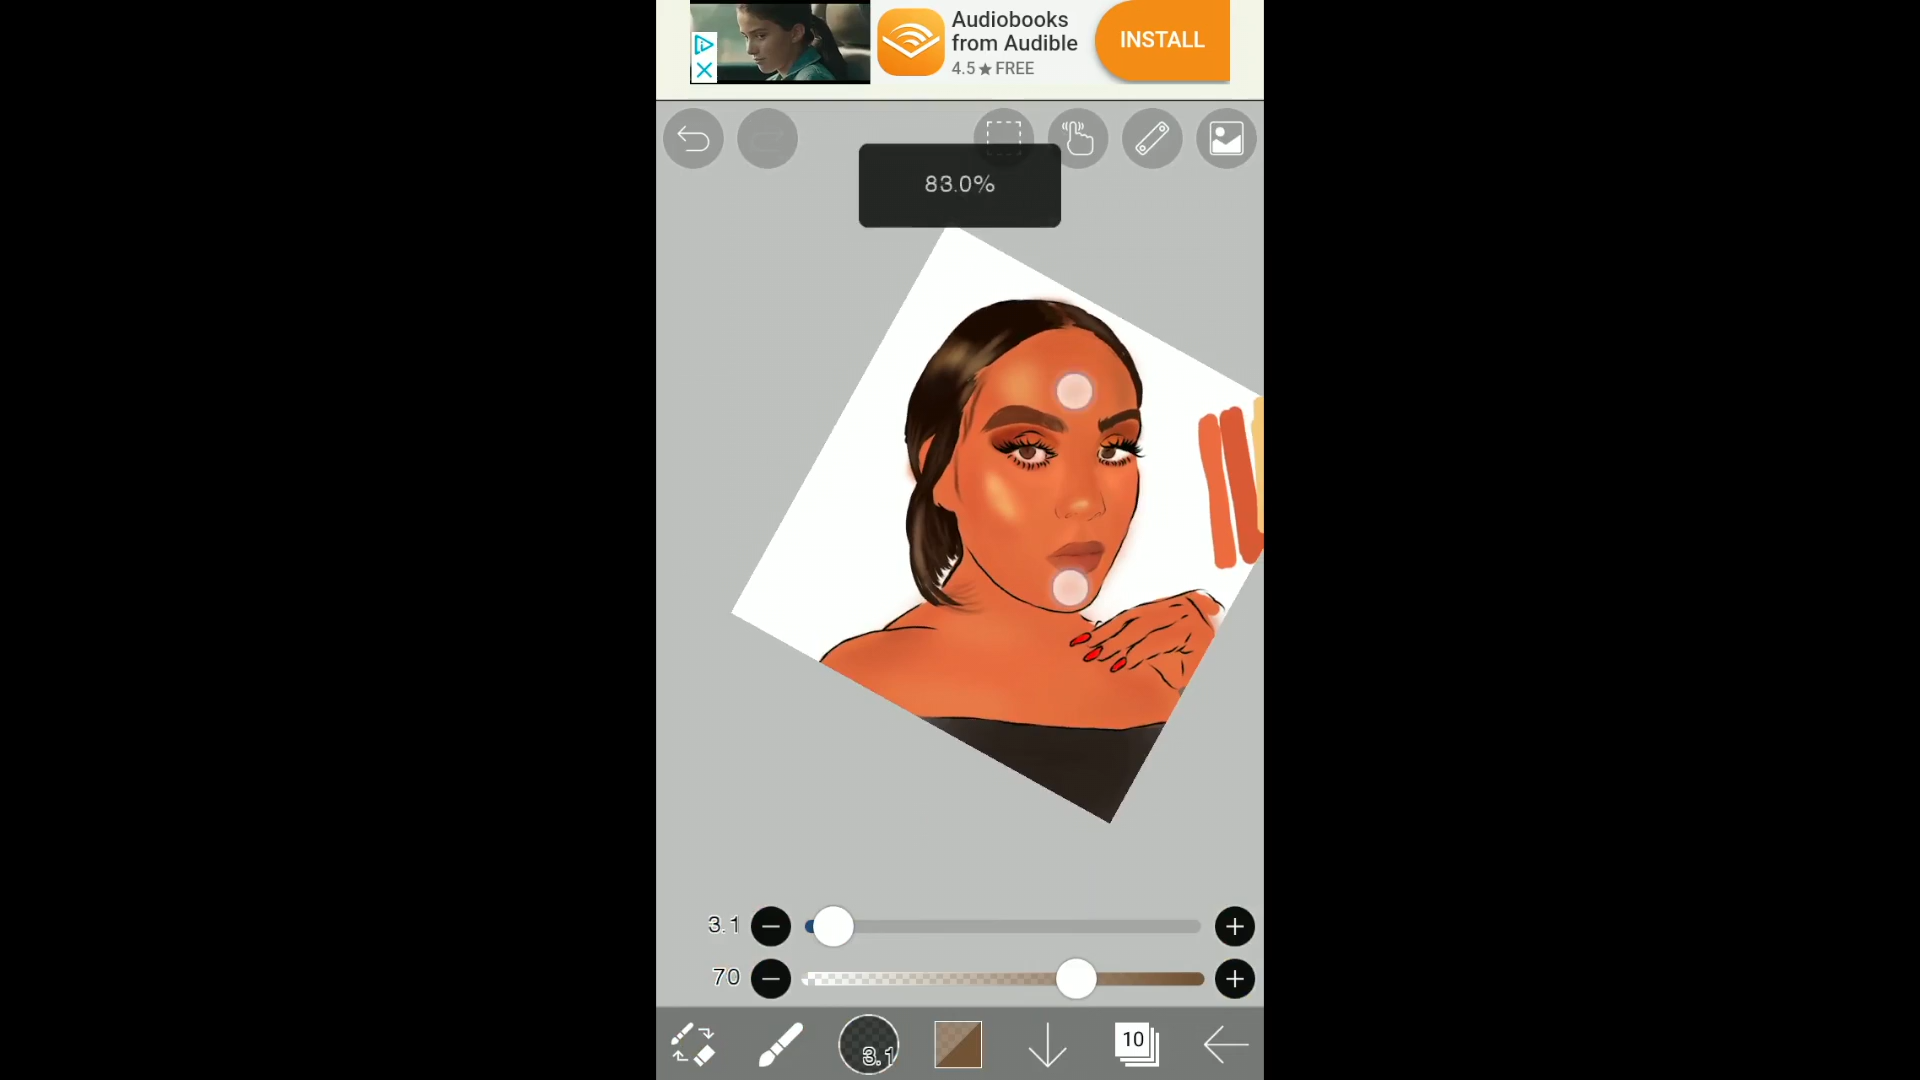 Audiobooks
from Audible
4.5★ FREE
INSTALL
83.0%
3.1
70
3.1
10